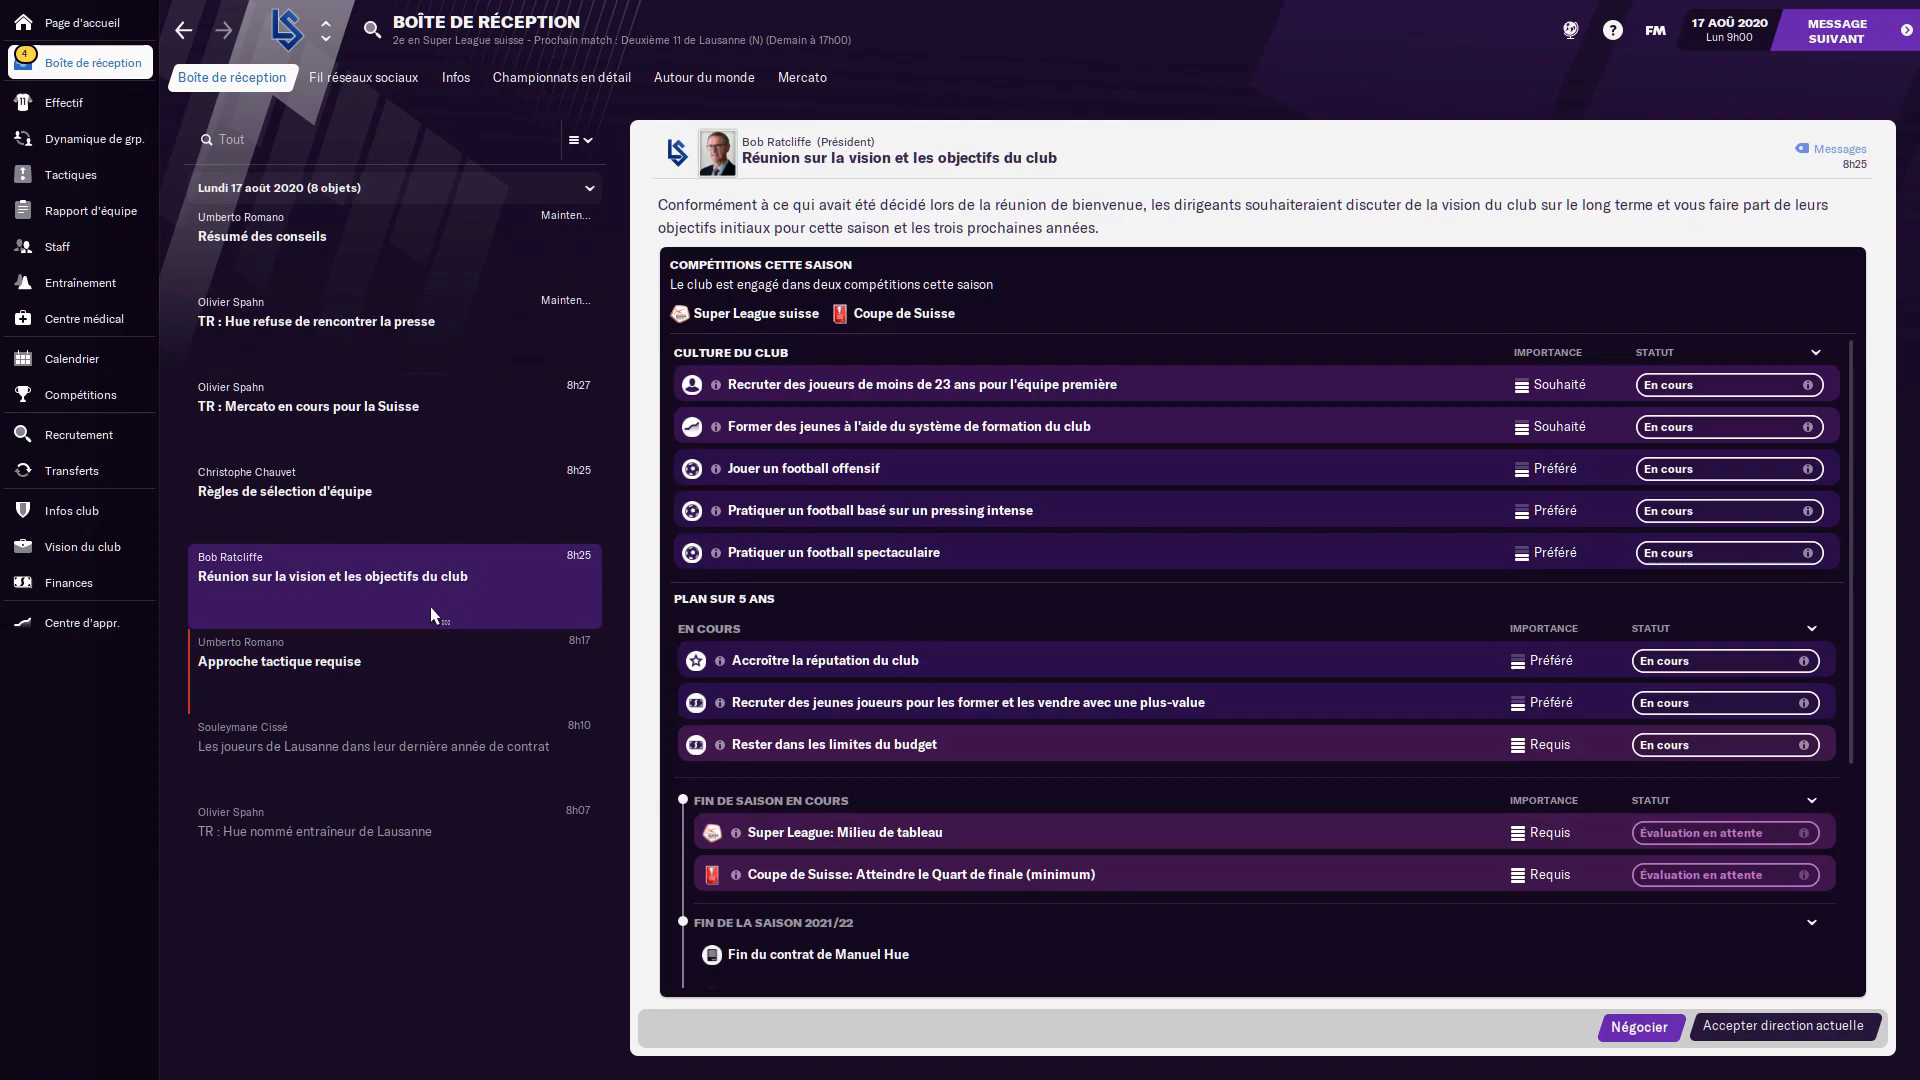 Page d'accueil
4
Boîte de réception
Effectif
Dynamique de grp.
Tactiques
Rapport d'équipe
Staff
Entraînement
Centre médical
Calendrier
Compétitions
Recrutement
Transferts
Infos club
Vision du club
Finances
Centre d'appr.
BOÎTE DE RÉCEPTION
2e en Super League suisse - Prochain match : Deuxième 11 de Lausanne (N) (Demain à 17h00)
FM
17 AOÛ 2020
Lun 9h00
MESSAGE
SUIVANT
Boîte de réception Fil réseaux sociaux Infos Championnats en détail Autour du monde Mercato
Tout
Lundi 17 août 2020 (8 objets)
Umberto Romano Mainten...
Résumé des conseils
Olivier Spahn Mainten...
TR : Hue refuse de rencontrer la presse
Olivier Spahn 8h27
TR : Mercato en cours pour la Suisse
Christophe Chauvet 8h25
Règles de sélection d'équipe
Bob Ratcliffe 8h25
Réunion sur la vision et les objectifs du club
Umberto Romano 8h17
Approche tactique requise
Souleymane Cissé 8h10
Les joueurs de Lausanne dans leur dernière année de contrat
Olivier Spahn 8h07
TR : Hue nommé entraîneur de Lausanne
Bob Ratcliffe (Président)
Réunion sur la vision et les objectifs du club
Messages
8h25
Conformément à ce qui avait été décidé lors de la réunion de bienvenue, les dirigeants souhaiteraient discuter de la vision du club sur le long terme et vous faire part de leurs
objectifs initiaux pour cette saison et les trois prochaines années.
COMPÉTITIONS CETTE SAISON
Le club est engagé dans deux compétitions cette saison
Super League suisse Coupe de Suisse
CULTURE DU CLUB IMPORTANCE STATUT
Recruter des joueurs de moins de 23 ans pour l'équipe première Souhaité En cours
Former des jeunes à l'aide du système de formation du club Souhaité En cours
Jouer un football offensif Préféré En cours
Pratiquer un football basé sur un pressing intense Préféré En cours
Pratiquer un football spectaculaire Préféré En cours
PLAN SUR 5 ANS
EN COURS IMPORTANCE STATUT
Accroître la réputation du club Préféré En cours
Recruter des jeunes joueurs pour les former et les vendre avec une plus-value Préféré En cours
Rester dans les limites du budget Requis En cours
FIN DE SAISON EN COURS IMPORTANCE STATUT
Super League: Milieu de tableau Requis Évaluation en attente
Coupe de Suisse: Atteindre le Quart de finale (minimum) Requis Évaluation en attente
FIN DE LA SAISON 2021/22
Fin du contrat de Manuel Hue
Négocier Accepter direction actuelle